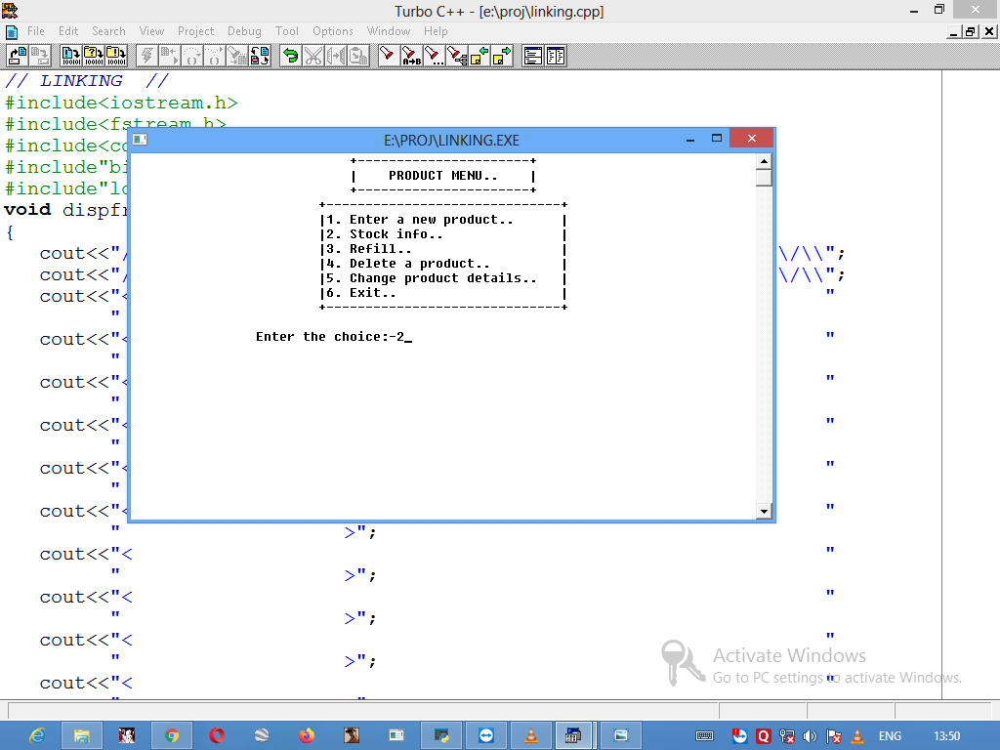 Turbo C++ - [e:\proj\linking.cpp]
File Edit Search View Project Debug Tool Options Window Help
// LINKING //
#include<iostream.h>
#include<fstream.h>
#include<co
#include"bi
#include"lo
void dispfr
{
cout<<"/ \/\\";
cout<<"/ \/\\";
cout<<"< "
"
cout<<"< "
"
cout<<"< "
"
cout<<"< "
"
cout<<"< "
"
cout<<"< "
" >";
cout<<"< "
" >";
cout<<"< "
" >";
cout<<"< "
" >";
cout<<"< "
E:\PROJ\LINKING.EXE
+----------------------+
| PRODUCT MENU.. |
+----------------------+
+------------------------------+
|1. Enter a new product.. |
|2. Stock info.. |
|3. Refill.. |
|4. Delete a product.. |
|5. Change product details.. |
|6. Exit.. |
+------------------------------+
Enter the choice:-2_
Activate Windows
Go to PC settings to activate Windows.
ENG 13:50